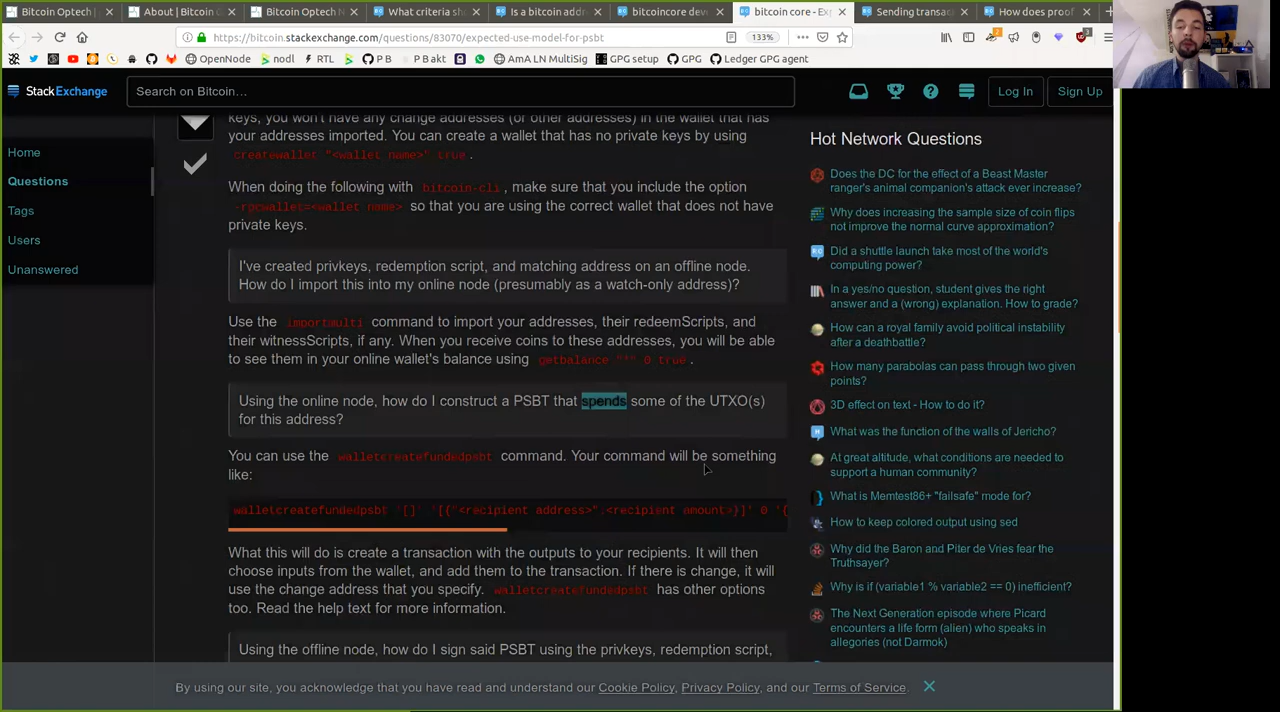 Bitcoin Optech
About | Bitcoin
Bitcoin Optech N
What criteria sh
Is a bitcoin addr
bitcoincore deve
bitcoin core - Exp
Sending transac
How does proof
https://bitcoin.stackexchange.com/questions/83070/expected-use-model-for-psbt
133%
OpenNode
nodl
RTL
P B
P B akt
AmA LN MultiSig
GPG setup
GPG
Ledger GPG agent
StackExchange
Search on Bitcoin…
Log In
Sign Up
Home
Questions
Tags
Users
Unanswered
keys, you won't have any change addresses (or other addresses) in the wallet that has
your addresses imported. You can create a wallet that has no private keys by using
createwallet "<wallet name>" true.
When doing the following with bitcoin-cli, make sure that you include the option
-rpcwallet=<wallet name> so that you are using the correct wallet that does not have
private keys.
I've created privkeys, redemption script, and matching address on an offline node.
How do I import this into my online node (presumably as a watch-only address)?
Use the importmulti command to import your addresses, their redeemScripts, and
their witnessScripts, if any. When you receive coins to these addresses, you will be able
to see them in your online wallet's balance using getbalance "*" 0 true.
Using the online node, how do I construct a PSBT that spends some of the UTXO(s)
for this address?
You can use the walletcreatefundedpsbt command. Your command will be something
like:
walletcreatefundedpsbt '[]' '[{"<recipient address>":<recipient amount>}]' 0 '{
What this will do is create a transaction with the outputs to your recipients. It will then
choose inputs from the wallet, and add them to the transaction. If there is change, it will
use the change address that you specify. walletcreatefundedpsbt has other options
too. Read the help text for more information.
Using the offline node, how do I sign said PSBT using the privkeys, redemption script,
Hot Network Questions
Does the DC for the effect of a Beast Master
ranger's animal companion's attack ever increase?
Why does increasing the sample size of coin flips
not improve the normal curve approximation?
Did a shuttle launch take most of the world's
computing power?
In a yes/no question, student gives the right
answer and a (wrong) explanation. How to grade?
How can a royal family avoid political instability
after a deathbattle?
How many parabolas can pass through two given
points?
3D effect on text - How to do it?
What was the function of the walls of Jericho?
At great altitude, what conditions are needed to
support a human community?
What is Memtest86+ "failsafe" mode for?
How to keep colored output using sed
Why did the Baron and Piter de Vries fear the
Truthsayer?
Why is if (variable1 % variable2 == 0) inefficient?
The Next Generation episode where Picard
encounters a life form (alien) who speaks in
allegories (not Darmok)
By using our site, you acknowledge that you have read and understand our Cookie Policy, Privacy Policy, and our Terms of Service.